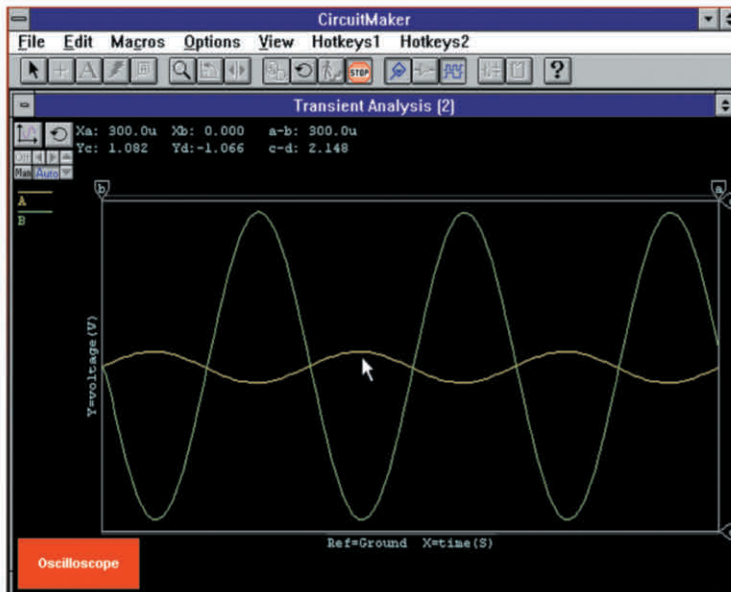 CircuitMaker
File Edit Macros Options View Hotkeys1 Hotkeys2
A STOP ?
Transient Analysis (2)
Xa: 300.0u Xb: 0.000 a-b: 300.0u
Yc: 1.082 Yd:-1.066 c-d: 2.148
Auto
b a
A
B
Y=voltage(V)
Ref=Ground X=time(S)
Oscilloscope